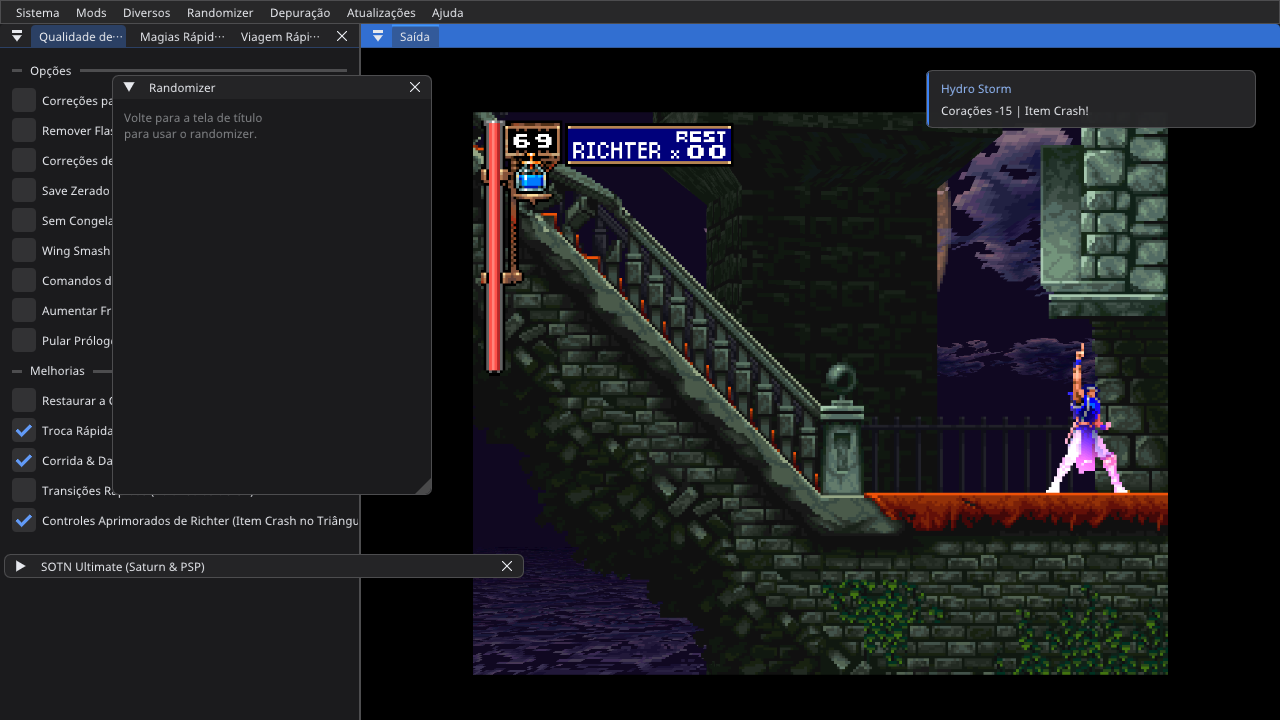 Sistema Mods Diversos Randomizer Depuração Atualizações Ajuda
Qualidade de··· Magias Rápid··· Viagem Rápi···
Saída
Opções
Correções pa
Remover Flas
Correções de
Save Zerado
Sem Congela
Wing Smash
Comandos d
Aumentar Fr
Pular Prólogo
Melhorias
Restaurar a
Troca Rápida
Corrida & Da
Transições
Controles Aprimorados de Richter (Item Crash no Triângu
Randomizer
Volte para a tela de título
para usar o randomizer.
SOTN Ultimate (Saturn & PSP)
Hydro Storm
Corações -15 | Item Crash!
69
REST
RICHTER x 00